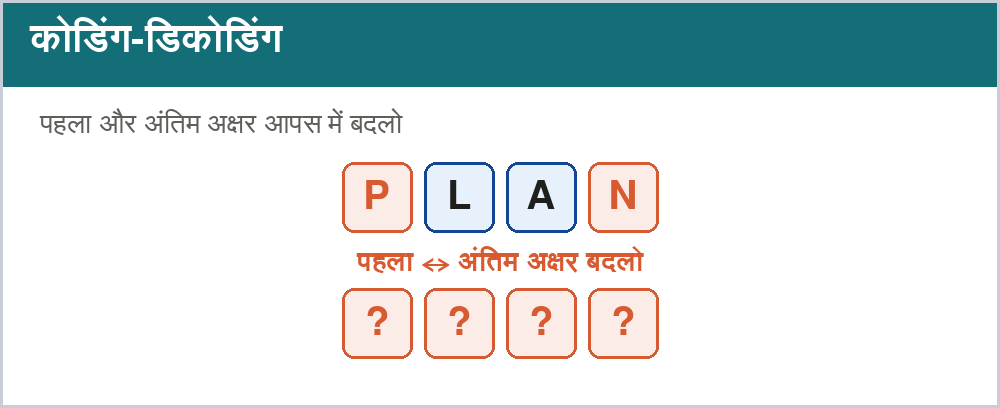 कोडिंग-डिकोडिंग
पहला और अंतिम अक्षर आपस में बदलो
P L A N
पहला ↔ अंतिम अक्षर बदलो
? ? ? ?